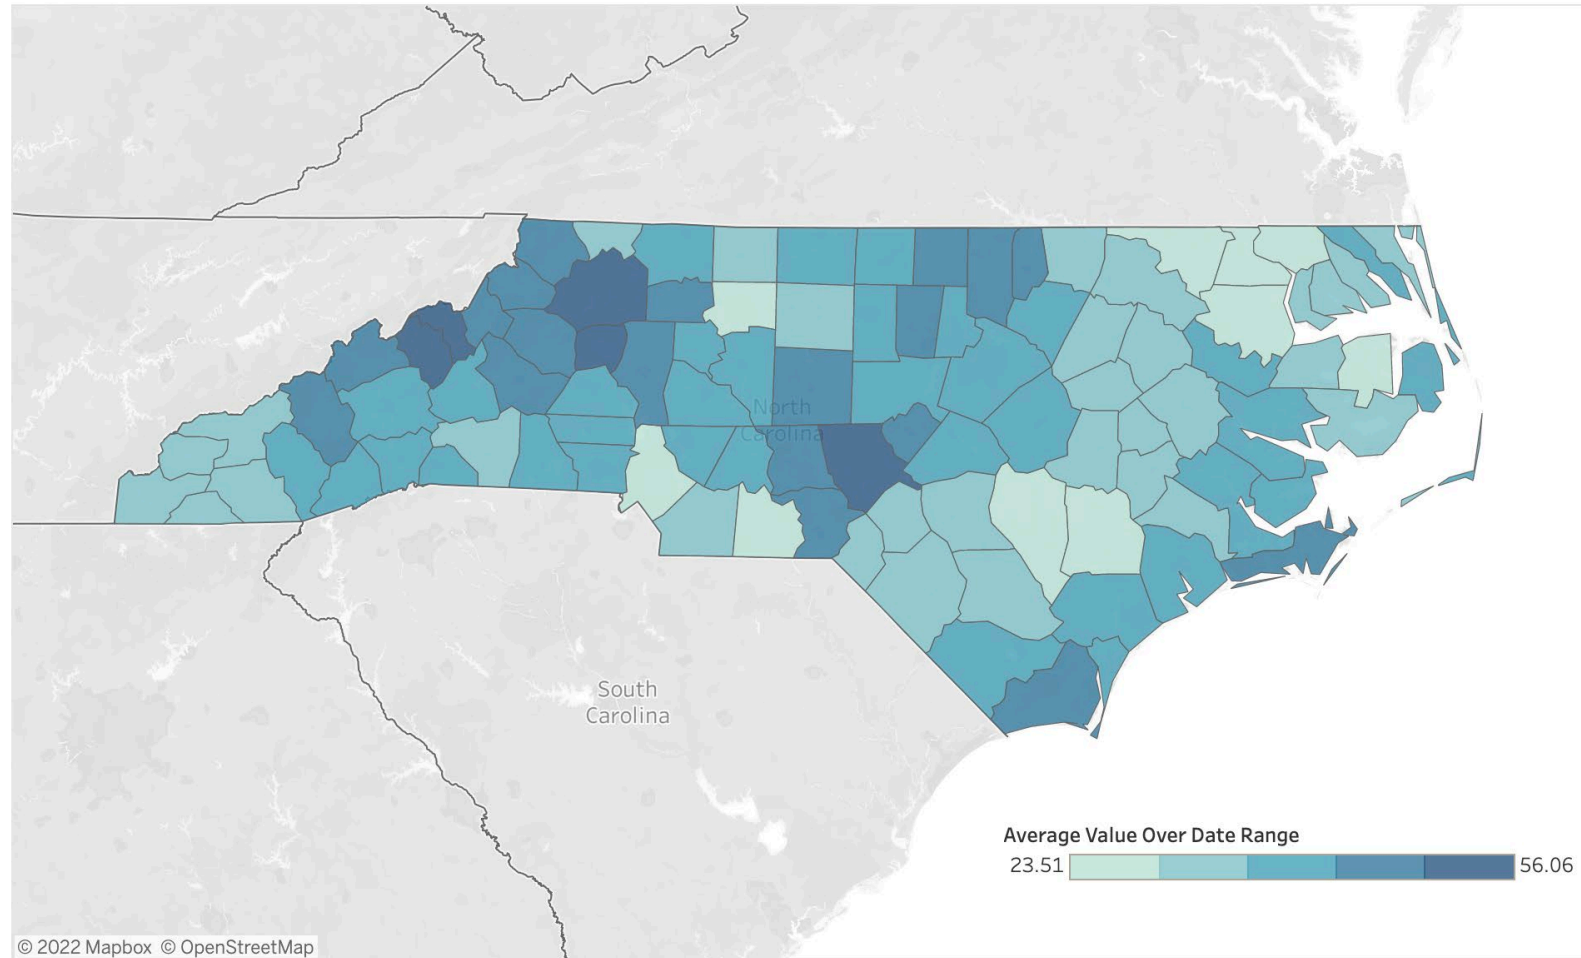 North
Carolina
South
Carolina
Average Value Over Date Range
23.51 56.06
© 2022 Mapbox © OpenStreetMap